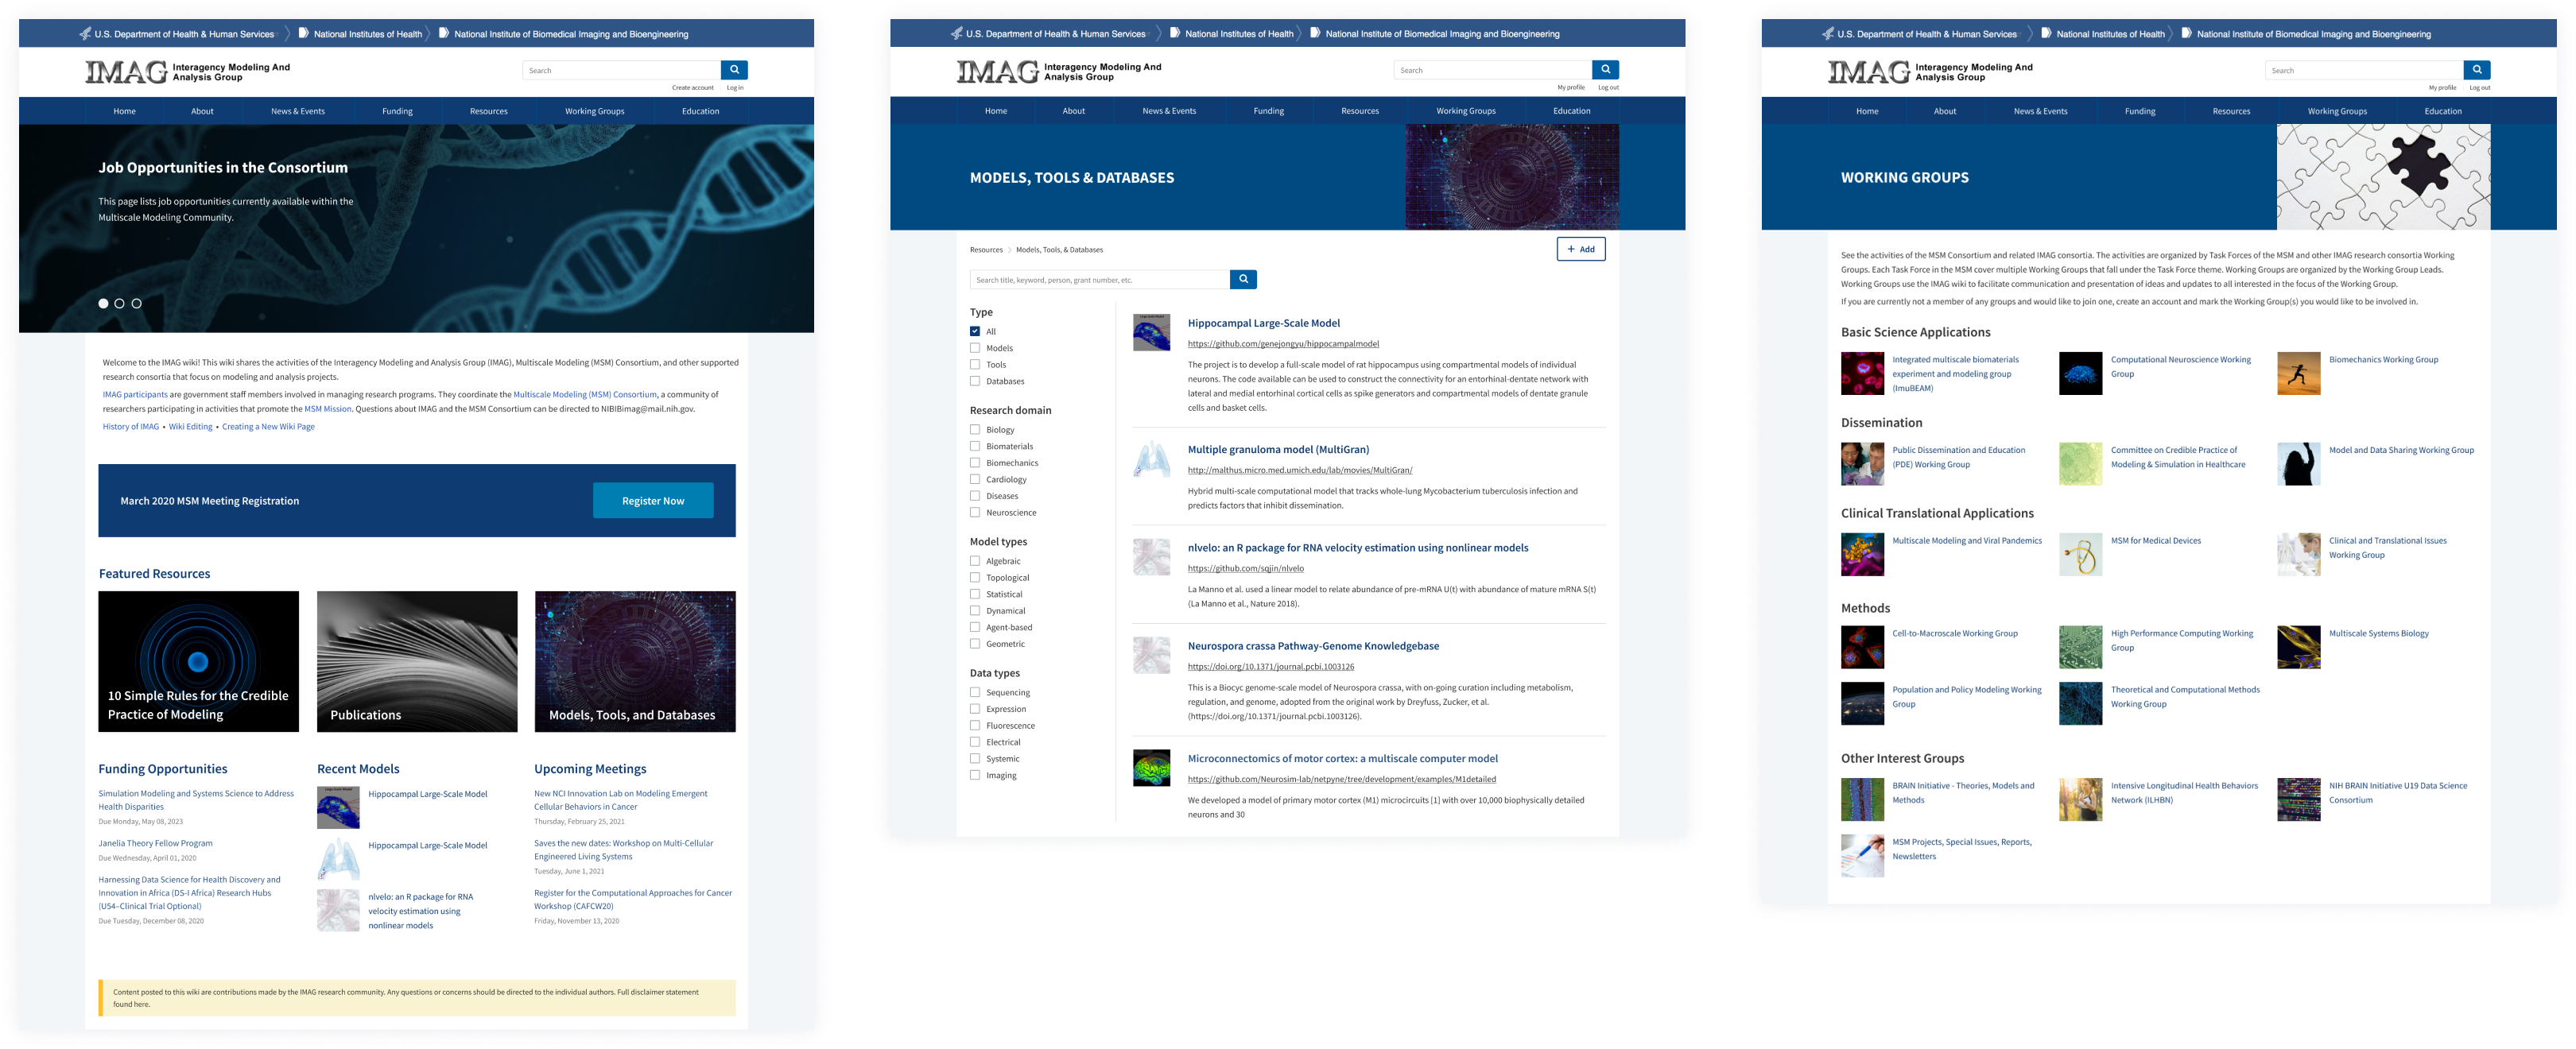 U.S. Department of Health & Human Services
National Institutes of Health
National Institute of Biomedical Imaging and Bioengineering
IMAG
Interagency Modeling And
Analysis Group
Search
Create account
Log in
Home
About
News & Events
Funding
Resources
Working Groups
Education
Job Opportunities in the Consortium
This page lists job opportunities currently available within the
Multiscale Modeling Community.
Welcome to the IMAG wiki! This wiki shares the activities of the Interagency Modeling and Analysis Group (IMAG), Multiscale Modeling (MSM) Consortium, and other supported
research consortia that focus on modeling and analysis projects.
IMAG participants are government staff members involved in managing research programs. They coordinate the Multiscale Modeling (MSM) Consortium, a community of
researchers participating in activities that promote the MSM Mission. Questions about IMAG and the MSM Consortium can be directed to NIBIBimag@mail.nih.gov.
History of IMAG • Wiki Editing • Creating a New Wiki Page
March 2020 MSM Meeting Registration
Register Now
Featured Resources
10 Simple Rules for the Credible
Practice of Modeling
Publications
Models, Tools, and Databases
Funding Opportunities
Simulation Modeling and Systems Science to Address
Health Disparities
Due Monday, May 08, 2023
Janelia Theory Fellow Program
Due Wednesday, April 01, 2020
Harnessing Data Science for Health Discovery and
Innovation in Africa (DS-I Africa) Research Hubs
(U54–Clinical Trial Optional)
Due Tuesday, December 08, 2020
Recent Models
Hippocampal Large-Scale Model
Hippocampal Large-Scale Model
nlvelo: an R package for RNA
velocity estimation using
nonlinear models
Upcoming Meetings
New NCI Innovation Lab on Modeling Emergent
Cellular Behaviors in Cancer
Thursday, February 25, 2021
Saves the new dates: Workshop on Multi-Cellular
Engineered Living Systems
Tuesday, June 1, 2021
Register for the Computational Approaches for Cancer
Workshop (CAFCW20)
Friday, November 13, 2020
Content posted to this wiki are contributions made by the IMAG research community. Any questions or concerns should be directed to the individual authors. Full disclaimer statement
found here.
U.S. Department of Health & Human Services
National Institutes of Health
National Institute of Biomedical Imaging and Bioengineering
IMAG
Interagency Modeling And
Analysis Group
Search
My profile
Log out
Home
About
News & Events
Funding
Resources
Working Groups
Education
MODELS, TOOLS & DATABASES
Resources
Models, Tools, & Databases
+ Add
Search title, keyword, person, grant number, etc.
Type
All
Models
Tools
Databases
Research domain
Biology
Biomaterials
Biomechanics
Cardiology
Diseases
Neuroscience
Model types
Algebraic
Topological
Statistical
Dynamical
Agent-based
Geometric
Data types
Sequencing
Expression
Fluorescence
Electrical
Systemic
Imaging
Hippocampal Large-Scale Model
https://github.com/genejongyu/hippocampalmodel
The project is to develop a full-scale model of rat hippocampus using compartmental models of individual
neurons. The code available can be used to construct the connectivity for an entorhinal-dentate network with
lateral and medial entorhinal cortical cells as spike generators and compartmental models of dentate granule
cells and basket cells.
Multiple granuloma model (MultiGran)
http://malthus.micro.med.umich.edu/lab/movies/MultiGran/
Hybrid multi-scale computational model that tracks whole-lung Mycobacterium tuberculosis infection and
predicts factors that inhibit dissemination.
nlvelo: an R package for RNA velocity estimation using nonlinear models
https://github.com/sqjin/nlvelo
La Manno et al. used a linear model to relate abundance of pre-mRNA U(t) with abundance of mature mRNA S(t)
(La Manno et al., Nature 2018).
Neurospora crassa Pathway-Genome Knowledgebase
https://doi.org/10.1371/journal.pcbi.1003126
This is a Biocyc genome-scale model of Neurospora crassa, with on-going curation including metabolism,
regulation, and genome, adopted from the original work by Dreyfuss, Zucker, et al.
(https://doi.org/10.1371/journal.pcbi.1003126).
Microconnectomics of motor cortex: a multiscale computer model
https://github.com/Neurosim-lab/netpyne/tree/development/examples/M1detailed
We developed a model of primary motor cortex (M1) microcircuits [1] with over 10,000 biophysically detailed
neurons and 30
U.S. Department of Health & Human Services
National Institutes of Health
National Institute of Biomedical Imaging and Bioengineering
IMAG
Interagency Modeling And
Analysis Group
Search
My profile
Log out
Home
About
News & Events
Funding
Resources
Working Groups
Education
WORKING GROUPS
See the activities of the MSM Consortium and related IMAG consortia. The activities are organized by Task Forces of the MSM and other IMAG research consortia Working
Groups. Each Task Force in the MSM cover multiple Working Groups that fall under the Task Force theme. Working Groups are organized by the Working Group Leads.
Working Groups use the IMAG wiki to facilitate communication and presentation of ideas and updates to all interested in the focus of the Working Group.
If you are currently not a member of any groups and would like to join one, create an account and mark the Working Group(s) you would like to be involved in.
Basic Science Applications
Integrated multiscale biomaterials
experiment and modeling group
(ImuBEAM)
Computational Neuroscience Working
Group
Biomechanics Working Group
Dissemination
Public Dissemination and Education
(PDE) Working Group
Committee on Credible Practice of
Modeling & Simulation in Healthcare
Model and Data Sharing Working Group
Clinical Translational Applications
Multiscale Modeling and Viral Pandemics
MSM for Medical Devices
Clinical and Translational Issues
Working Group
Methods
Cell-to-Macroscale Working Group
High Performance Computing Working
Group
Multiscale Systems Biology
Population and Policy Modeling Working
Group
Theoretical and Computational Methods
Working Group
Other Interest Groups
BRAIN Initiative - Theories, Models and
Methods
Intensive Longitudinal Health Behaviors
Network (ILHBN)
NIH BRAIN Initiative U19 Data Science
Consortium
MSM Projects, Special Issues, Reports,
Newsletters